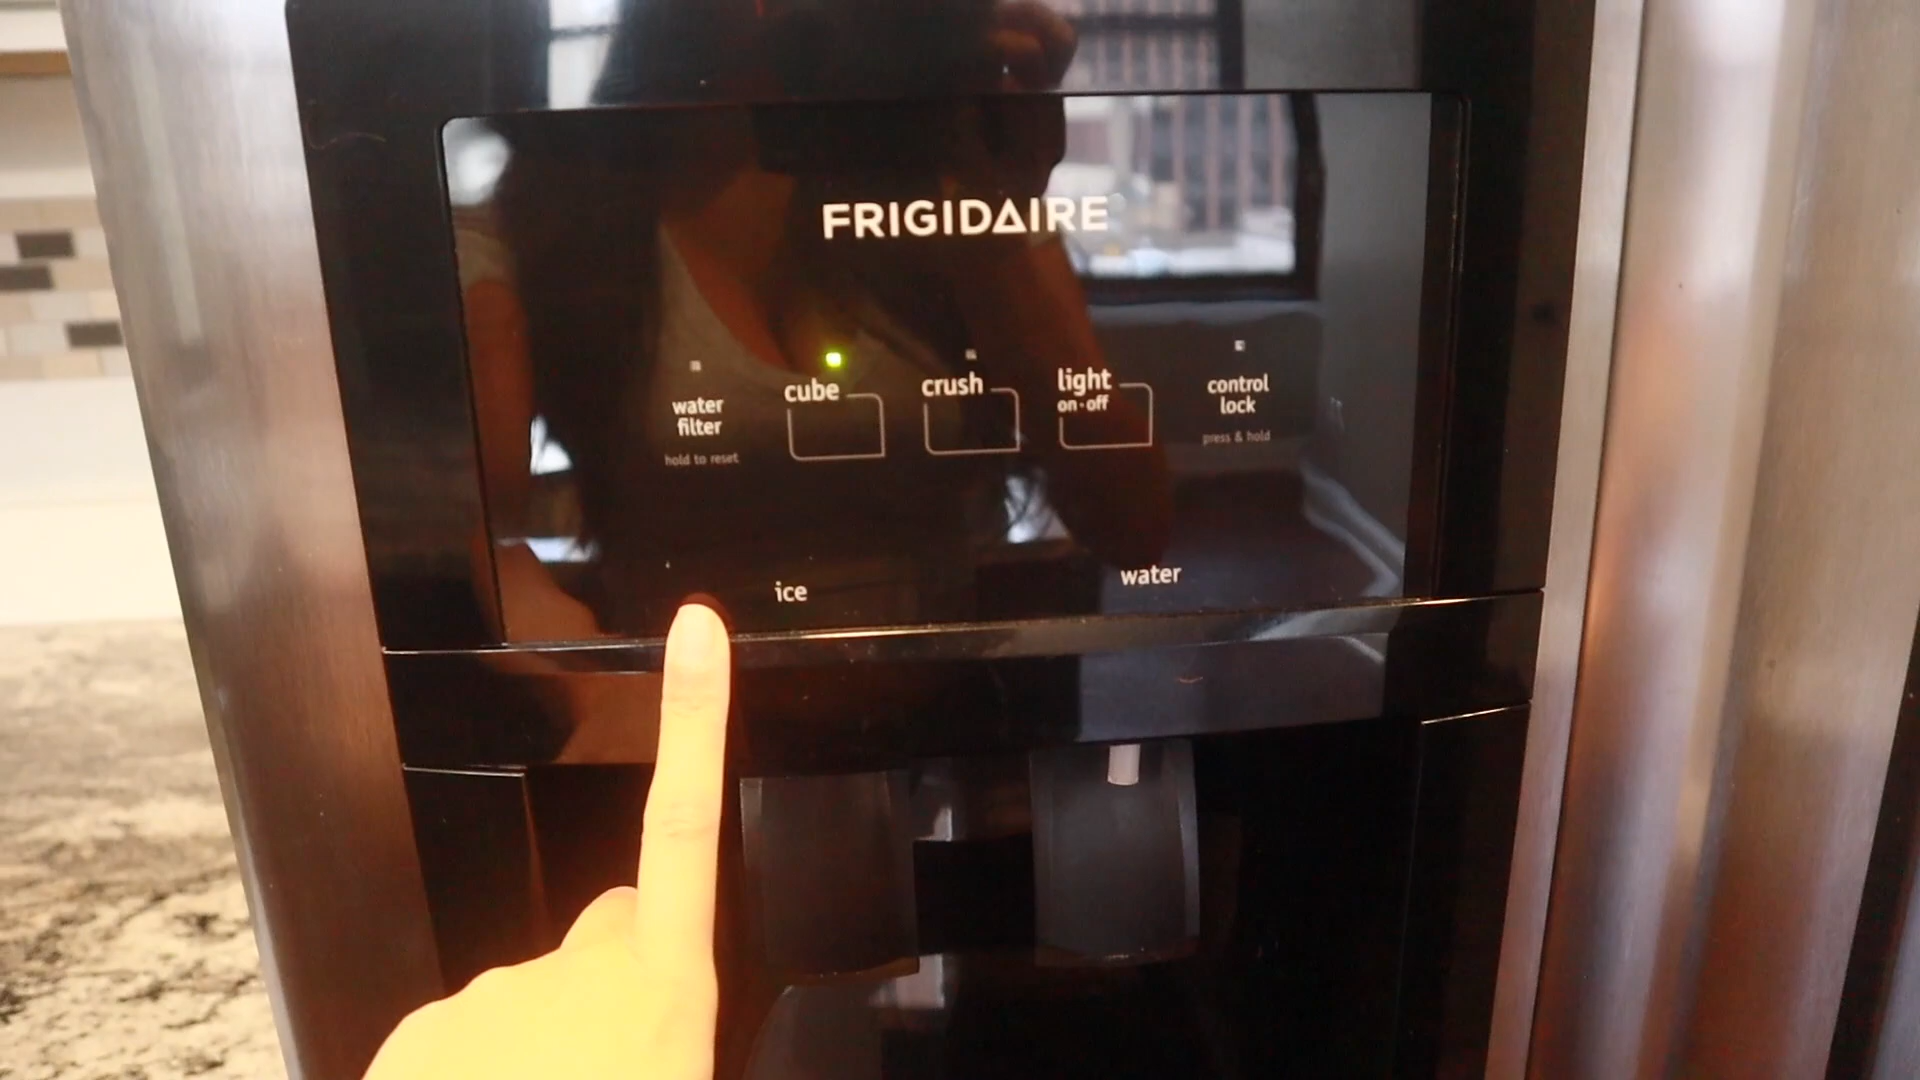 FRIGIDAIRE
water
filter
hold to reset
cube
crush
light
on·off
control
lock
press & hold
ice
water